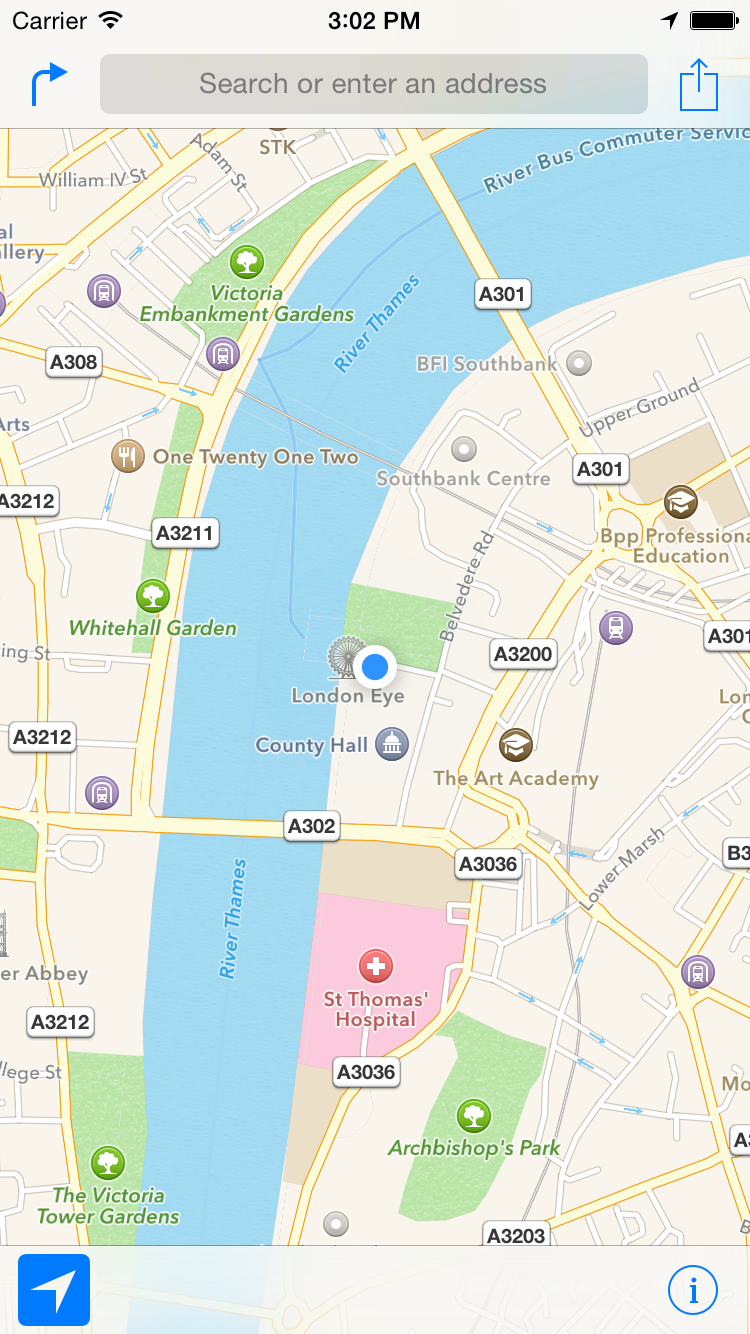 Carrier
3:02 PM
Search or enter an address
STK
Adam St
River Bus Commuter Servic
William IV St
al
llery
Victoria
Embankment Gardens
A301
River Thames
A308
BFI Southbank
Upper Ground
Arts
One Twenty One Two
Southbank Centre
A301
A3212
A3211
Bpp Professiona
Education
Belvedere Rd
Whitehall Garden
ing St
A3200
A301
London Eye
Lon
C
A3212
County Hall
The Art Academy
A302
A3036
B3
Lower Marsh
River Thames
er Abbey
St Thomas'
Hospital
A3212
llege St
A3036
Mo
Archbishop's Park
A3
The Victoria
Tower Gardens
A3203
B
i